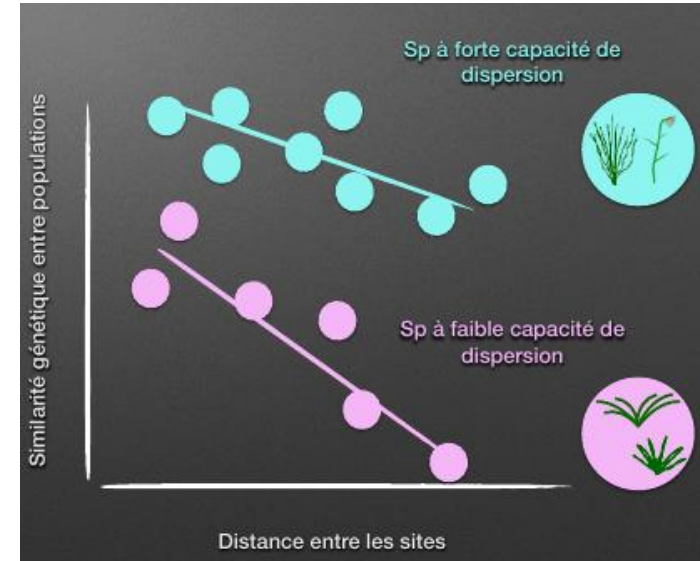 Sp à forte capacité de
dispersion
Similarité génétique entre populations
Sp à faible capacité de
dispersion
Distance entre les sites